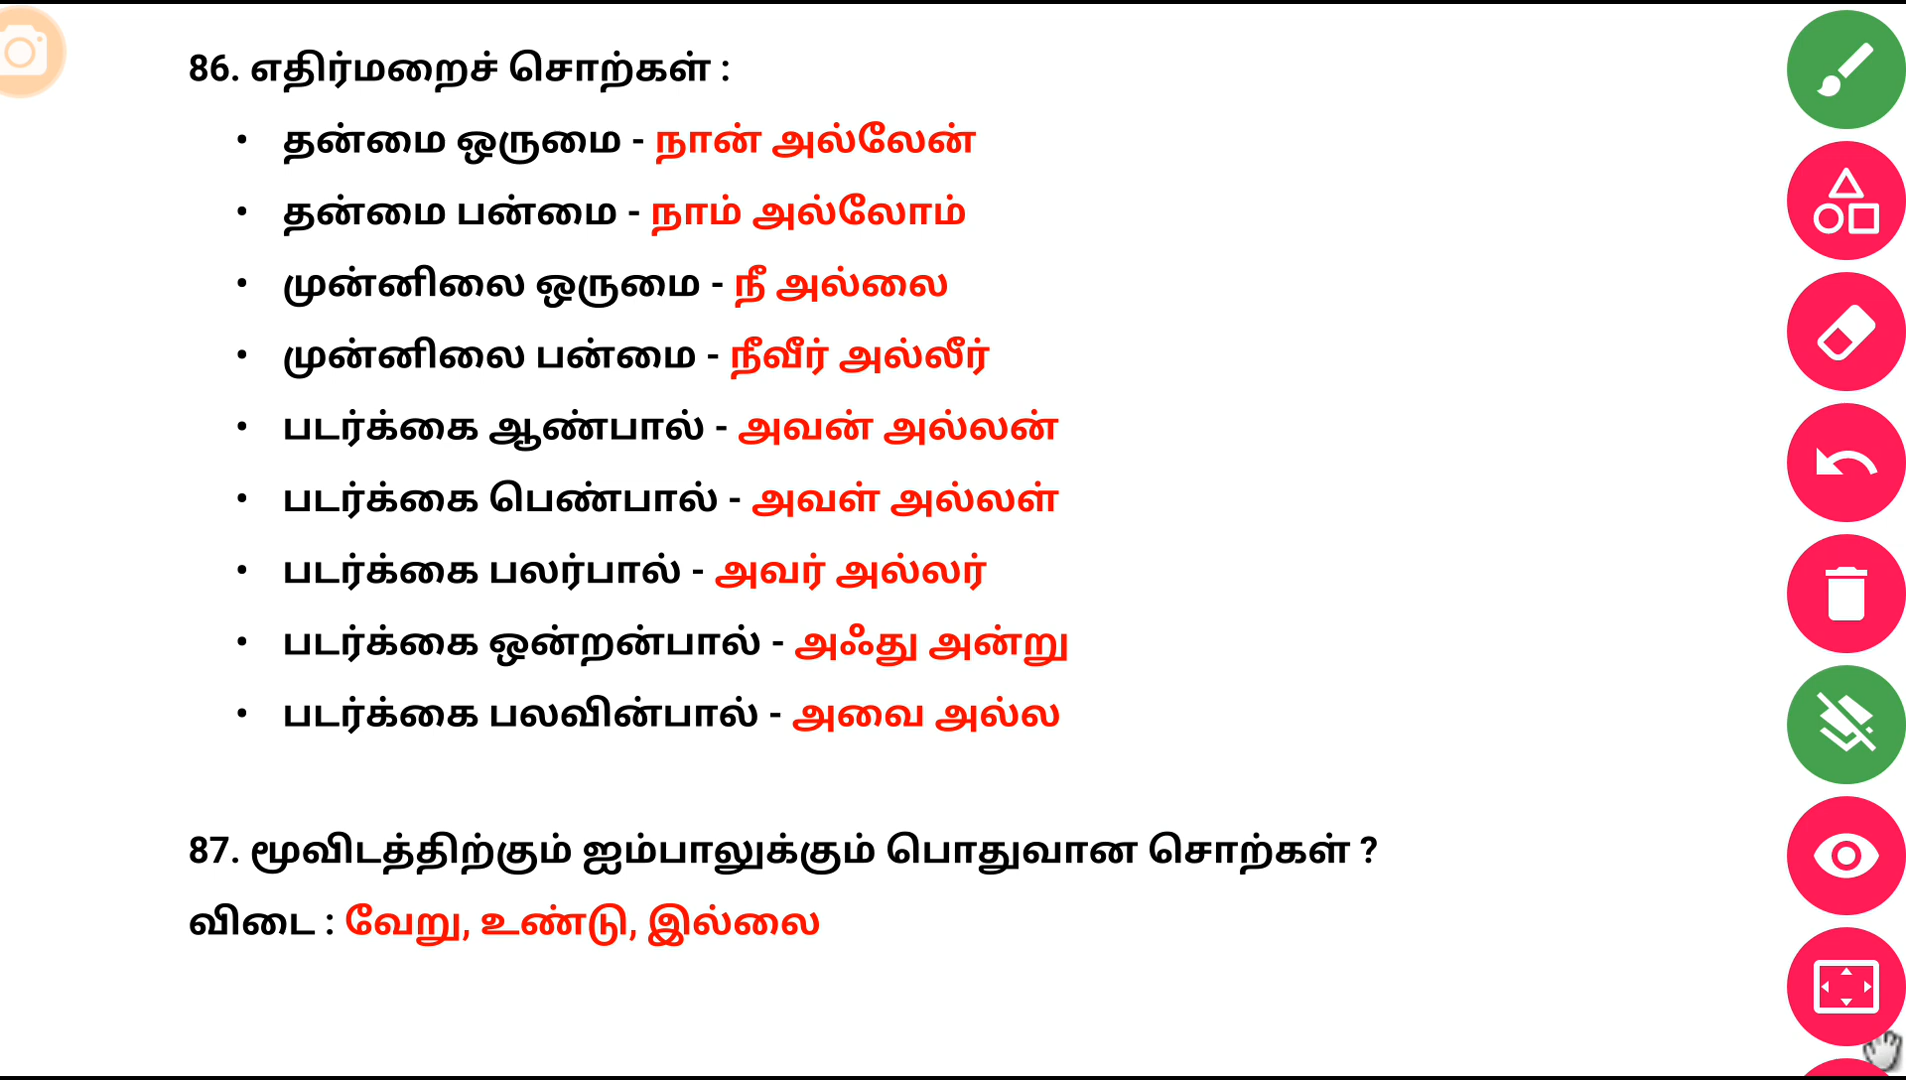 86. எதிர்மறைச் சொற்கள் :
• தன்மை ஒருமை - நான் அல்லேன்
• தன்மை பன்மை - நாம் அல்லோம்
• முன்னிலை ஒருமை - நீ அல்லை
• முன்னிலை பன்மை - நீவீர் அல்லீர்
• படர்க்கை ஆண்பால் - அவன் அல்லன்
• படர்க்கை பெண்பால் - அவள் அல்லள்
• படர்க்கை பலர்பால் - அவர் அல்லர்
• படர்க்கை ஒன்றன்பால் - அஃது அன்று
• படர்க்கை பலவின்பால் - அவை அல்ல
87. மூவிடத்திற்கும் ஐம்பாலுக்கும் பொதுவான சொற்கள் ?
விடை : வேறு, உண்டு, இல்லை